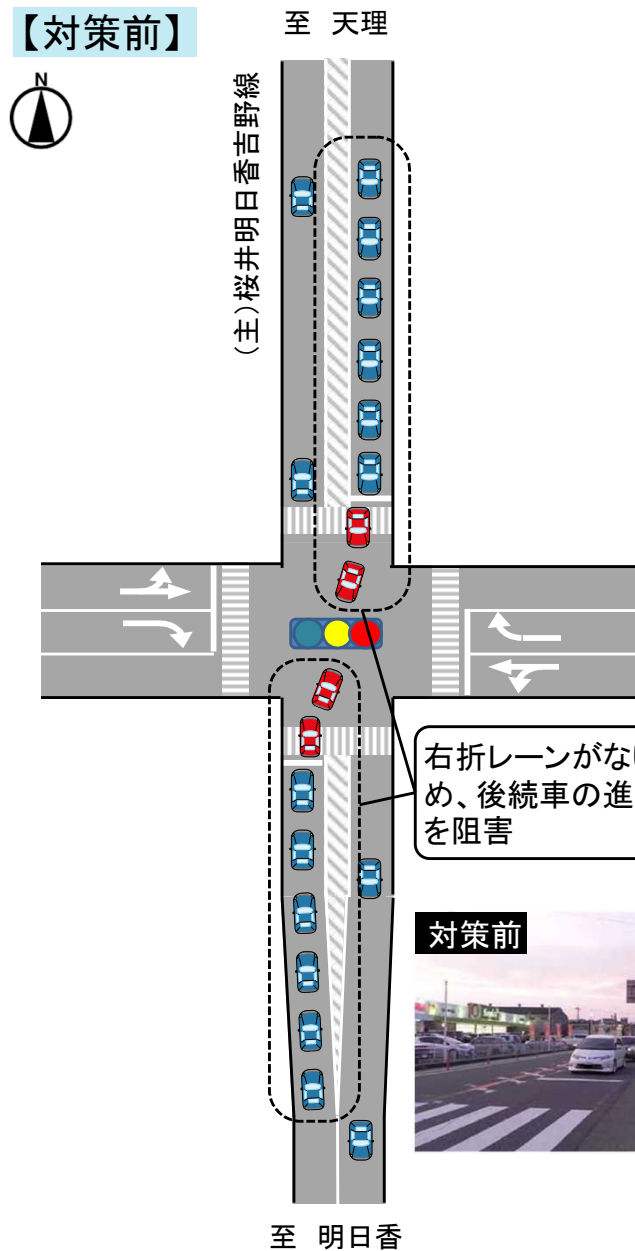 【対策前】
至 天理
N
(主)桜井明日香吉野線
右折レーンがない
め、後続車の進
を阻害
対策前
至 明日香